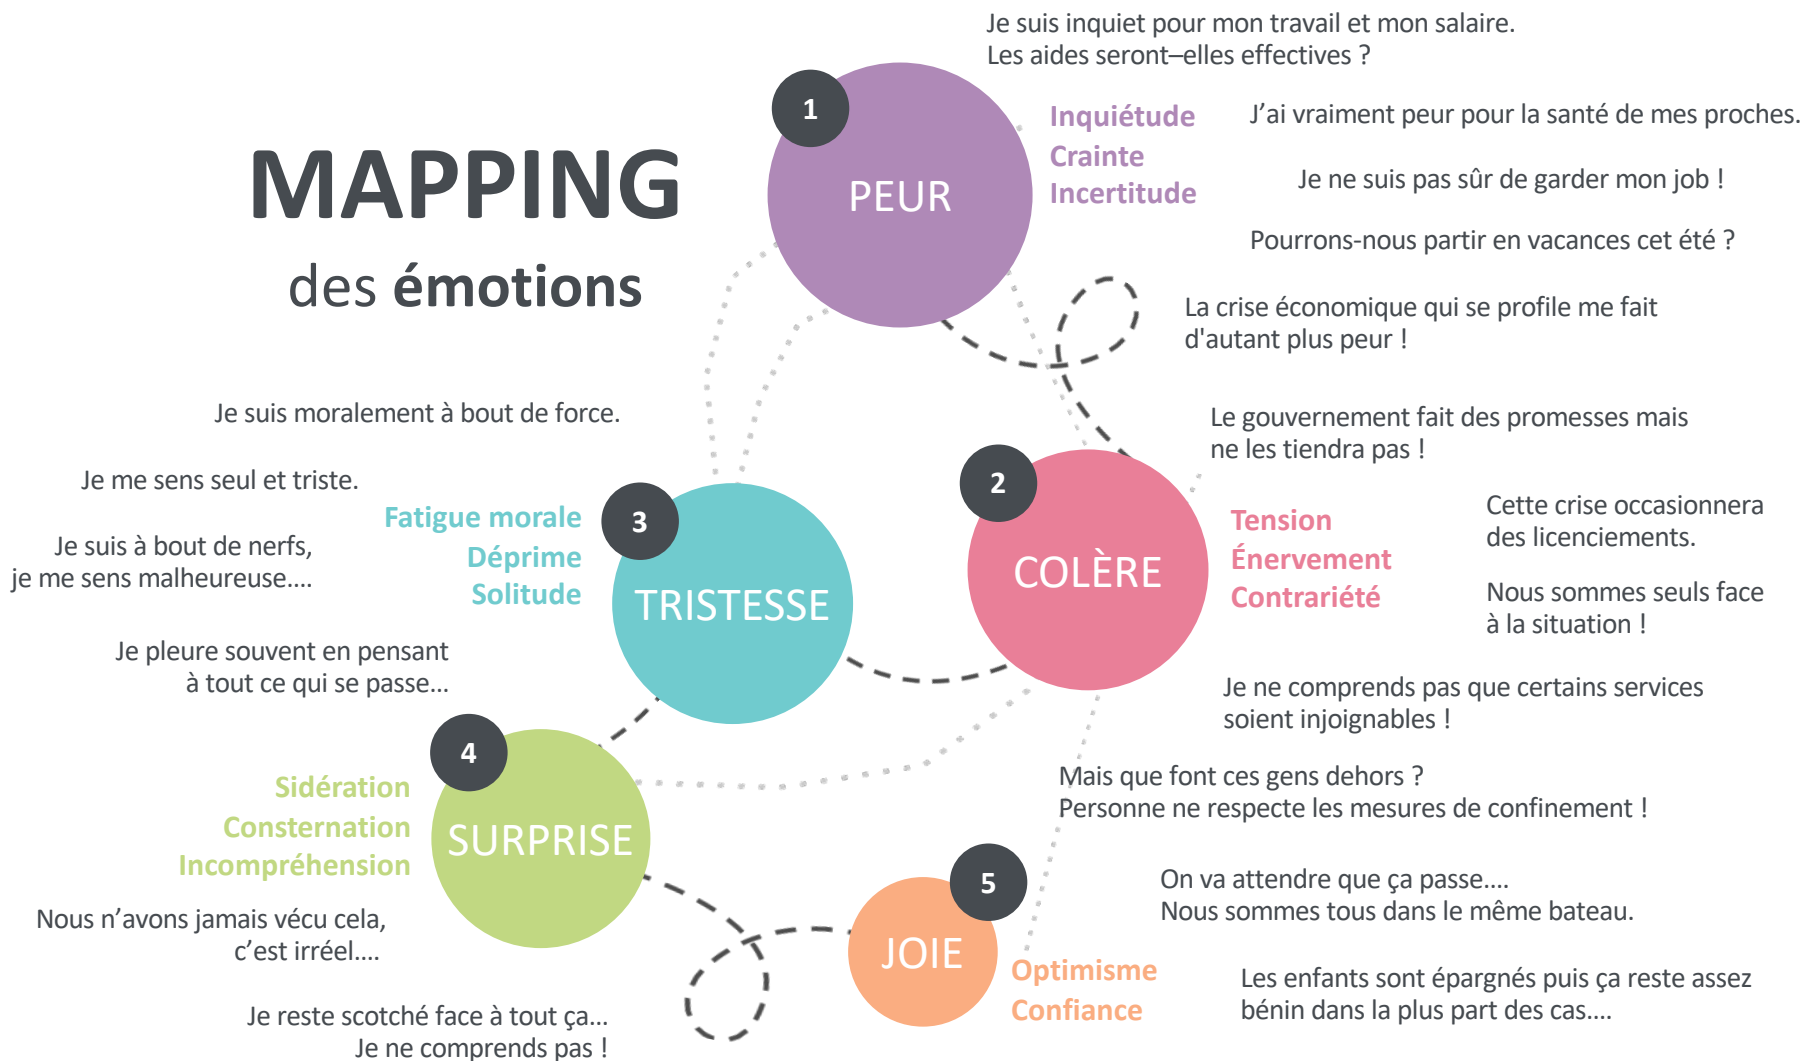 MAPPING
des émotions
1
PEUR
Inquiétude
Crainte
Incertitude
Je suis inquiet pour mon travail et mon salaire.
Les aides seront–elles effectives ?
J’ai vraiment peur pour la santé de mes proches.
Je ne suis pas sûr de garder mon job !
Pourrons-nous partir en vacances cet été ?
La crise économique qui se profile me fait
d'autant plus peur !
2
COLÈRE
Tension
Énervement
Contrariété
Le gouvernement fait des promesses mais
ne les tiendra pas !
Cette crise occasionnera
des licenciements.
Nous sommes seuls face
à la situation !
Je ne comprends pas que certains services
soient injoignables !
Mais que font ces gens dehors ?
Personne ne respecte les mesures de confinement !
3
TRISTESSE
Fatigue morale
Déprime
Solitude
Je suis moralement à bout de force.
Je me sens seul et triste.
Je suis à bout de nerfs,
je me sens malheureuse....
Je pleure souvent en pensant
à tout ce qui se passe...
4
SURPRISE
Sidération
Consternation
Incompréhension
Nous n’avons jamais vécu cela,
c’est irréel....
Je reste scotché face à tout ça...
Je ne comprends pas !
5
JOIE
Optimisme
Confiance
On va attendre que ça passe....
Nous sommes tous dans le même bateau.
Les enfants sont épargnés puis ça reste assez
bénin dans la plus part des cas....